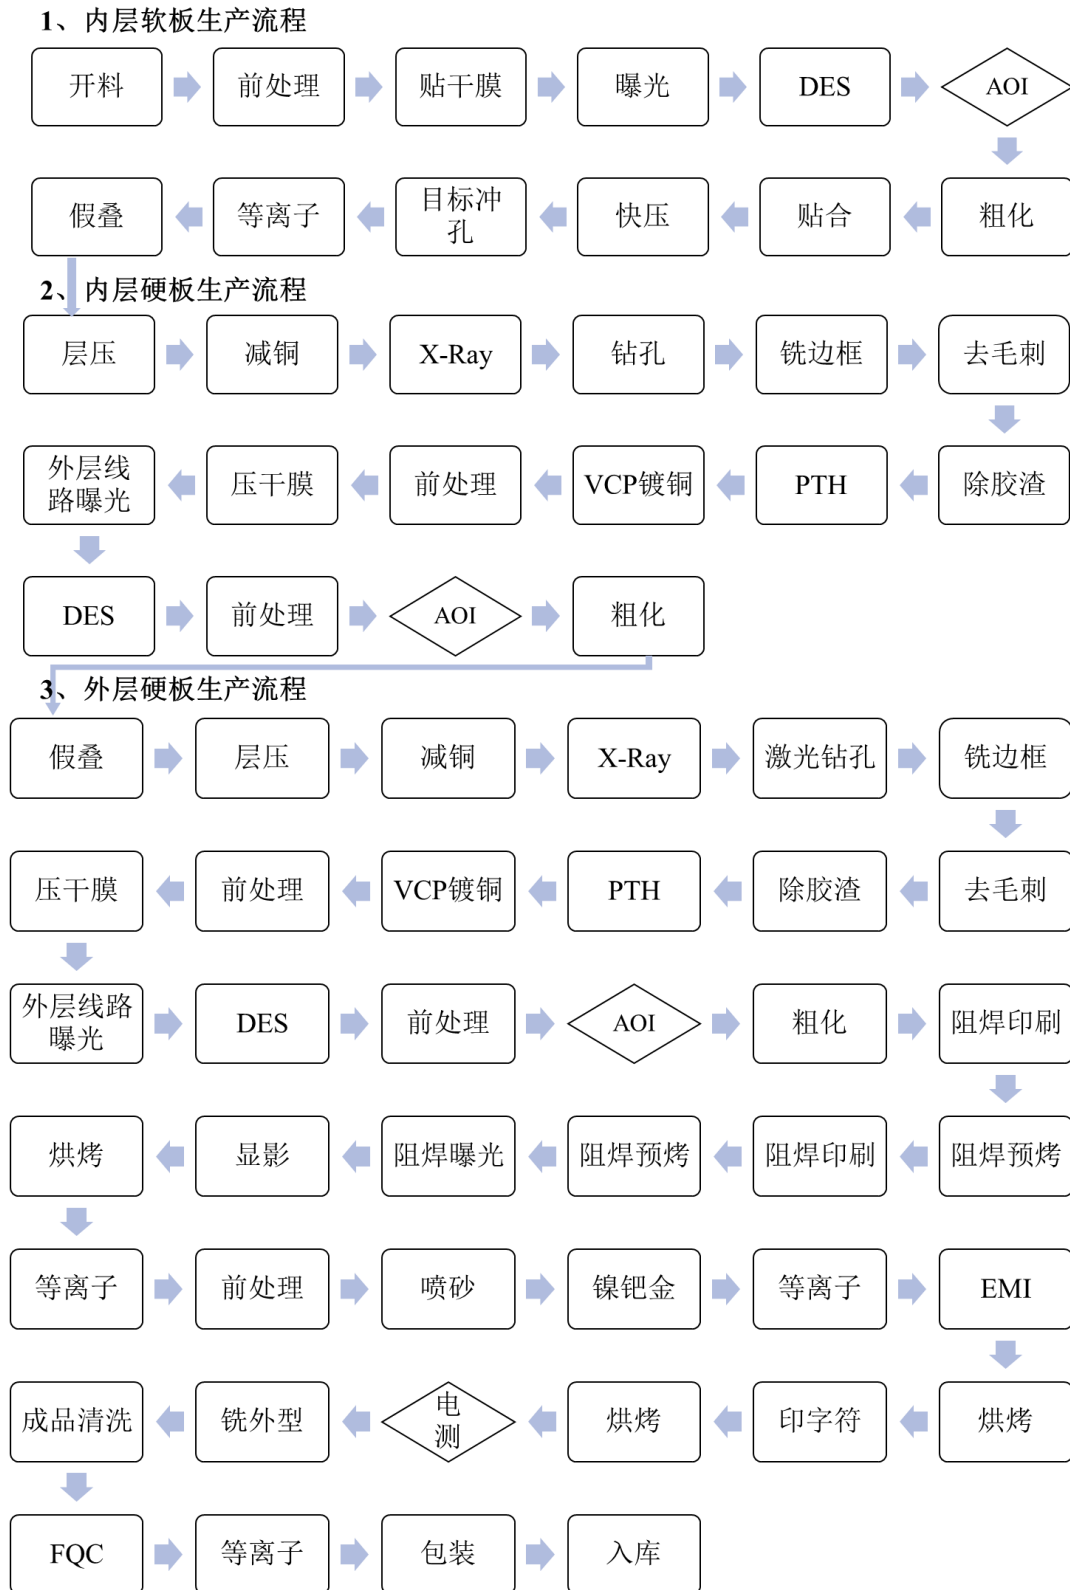 1、内层软板生产流程
开料 前处理 贴干膜 曝光 DES AOI
假叠 等离子 目标冲 快压 贴合 粗化
孔
2、内层硬板生产流程
层压 减铜 X-Ray 钻孔 铣边框 去毛刺
外层线 压干膜 前处理 VCP镀铜 PTH 除胶渣
路曝光
DES 前处理 AOI 粗化
3、外层硬板生产流程
假叠 层压 减铜 X-Ray 激光钻孔 铣边框
压干膜 前处理 VCP镀铜 PTH 除胶渣 去毛刺
外层线路 DES 前处理 AOI 粗化 阻焊印刷
曝光
烘烤 显影 阻焊曝光 阻焊预烤 阻焊印刷 阻焊预烤
等离子 前处理 喷砂 镍钯金 等离子 EMI
成品清洗 铣外型 电 烘烤 印字符 烘烤
测
FQC 等离子 包装 入库